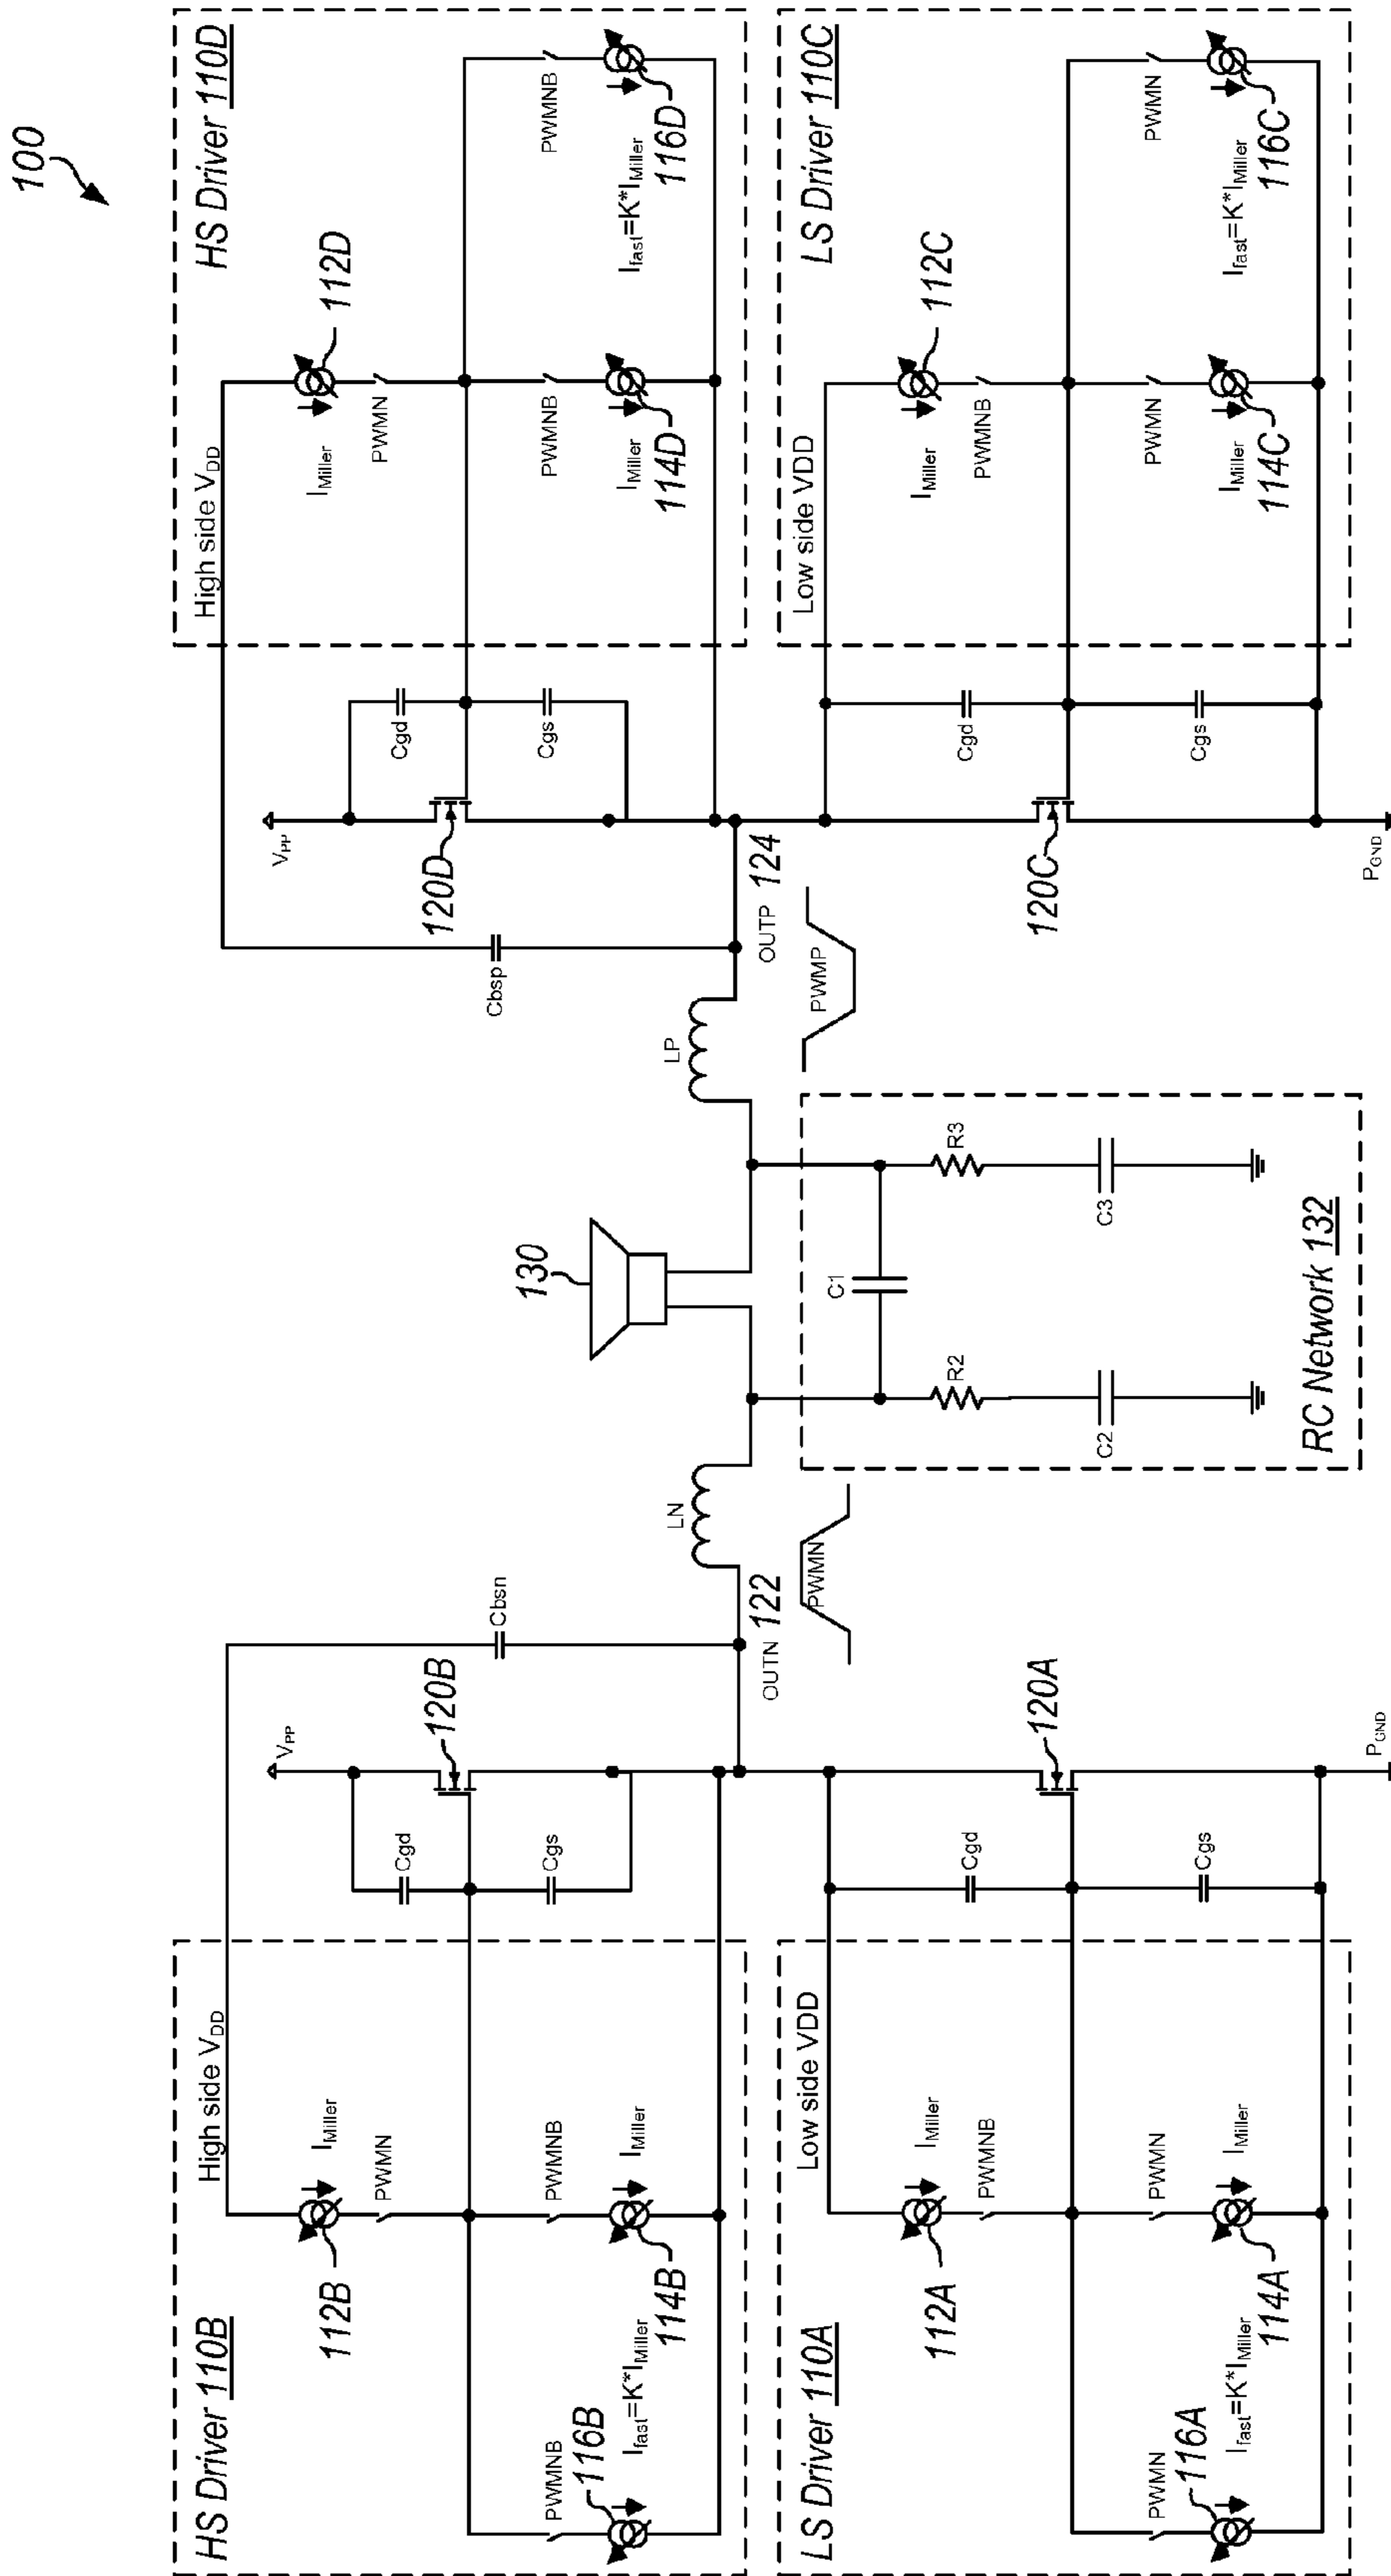 100
HS Driver 110B
High side VDD
112B
IMiller
PWMN
PWMNB
116B
Ifast=K*IMiller
PWMNB
114B
IMiller
LS Driver 110A
Low side VDD
112A
IMiller
PWMNB
PWMN
116A
Ifast=K*IMiller
PWMN
114A
IMiller
VPP
Cgd
Cgs
120B
Cbsn
OUTN 122
Cgd
Cgs
120A
PGND
LN
PWMN
130
C1
R2
C2
R3
C3
RC Network 132
LP
PWMP
OUTP 124
Cbsp
VPP
120D
Cgd
Cgs
120C
Cgd
Cgs
PGND
HS Driver 110D
High side VDD
112D
IMiller
PWMN
PWMNB
IMiller
114D
PWMNB
Ifast=K*IMiller
116D
LS Driver 110C
Low side VDD
112C
IMiller
PWMNB
PWMN
IMiller
114C
PWMN
Ifast=K*IMiller
116C